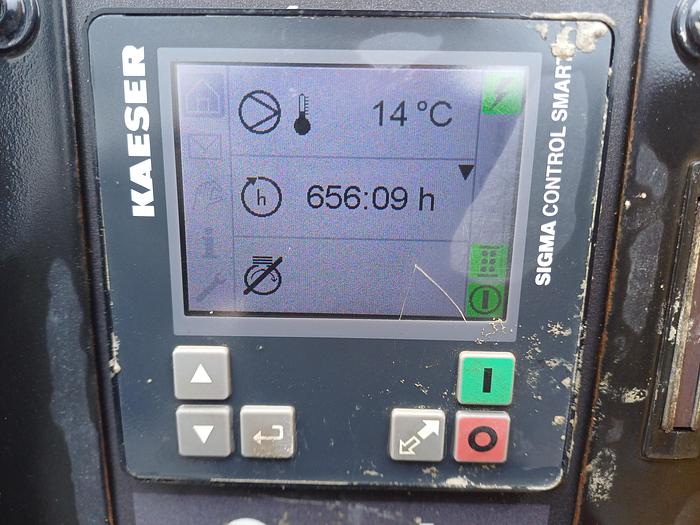 KAESER
14 °C
h
656:09 h
SIGMA CONTROL SMART